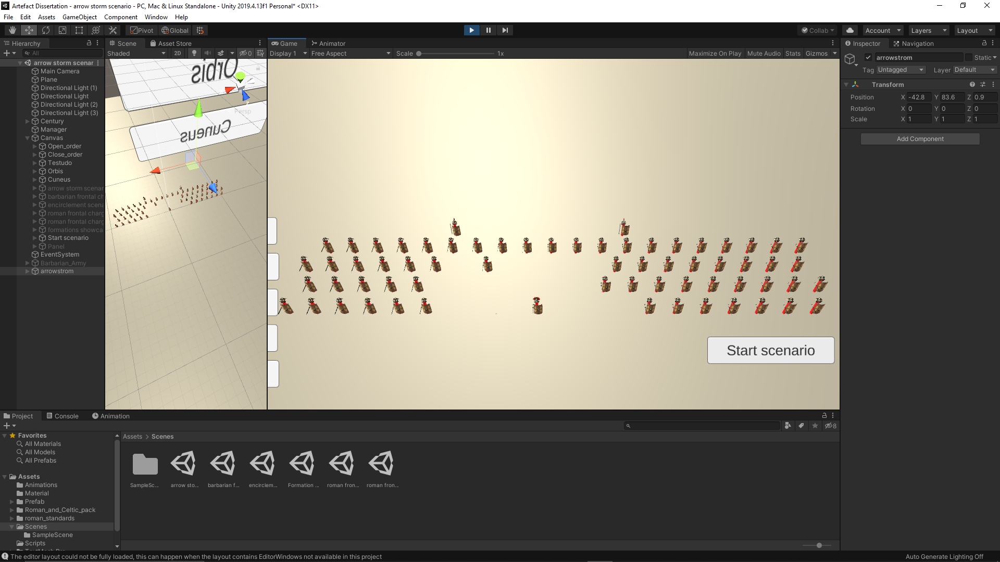 Artefact Dissertation - arrow storm scenario - PC, Mac & Linux Standalone - Unity 2019.4.13f1 Personal* <DX11>
File Edit Assets GameObject Component Window Help
Pivot Global Collab Account Layers Layout
Hierarchy Scene Asset Store Game Animator Inspector Navigation
All Shaded 2D 0 Display 1 Free Aspect Scale 1x Maximize On Play Mute Audio Stats Gizmos
arrowstrom Static
Tag Untagged Layer Default
Transform
Position X -42.8 Y 83.6 Z 0.9
Rotation X 0 Y 0 Z 0
Scale X 1 Y 1 Z 1
Add Component
arrow storm scenar
Main Camera
Plane
Directional Light (1)
Directional Light
Directional Light (2)
Directional Light (3)
Century
Manager
Canvas
Open_order
Close_order
Testudo
Orbis
Cuneus
arrow storm scenar
barbarian frontal ch
encirclement scena
roman frontal charg
roman frontal charg
formations showca
Start scenario
Panel
EventSystem
Barbarian_Army
arrowstrom
Orbis
Persp
Cuneus
Start scenario
Project Console Animation
8
Favorites
All Materials
All Models
All Prefabs
Assets
Animations
Material
Prefab
Roman_and_Celtic_pack
roman_standards
Scenes
SampleScene
Scripts
Assets > Scenes
SampleSc... arrow sto... barbarian f... encirclem... Formation ... roman fron... roman fron...
The editor layout could not be fully loaded, this can happen when the layout contains EditorWindows not available in this project
Auto Generate Lighting Off